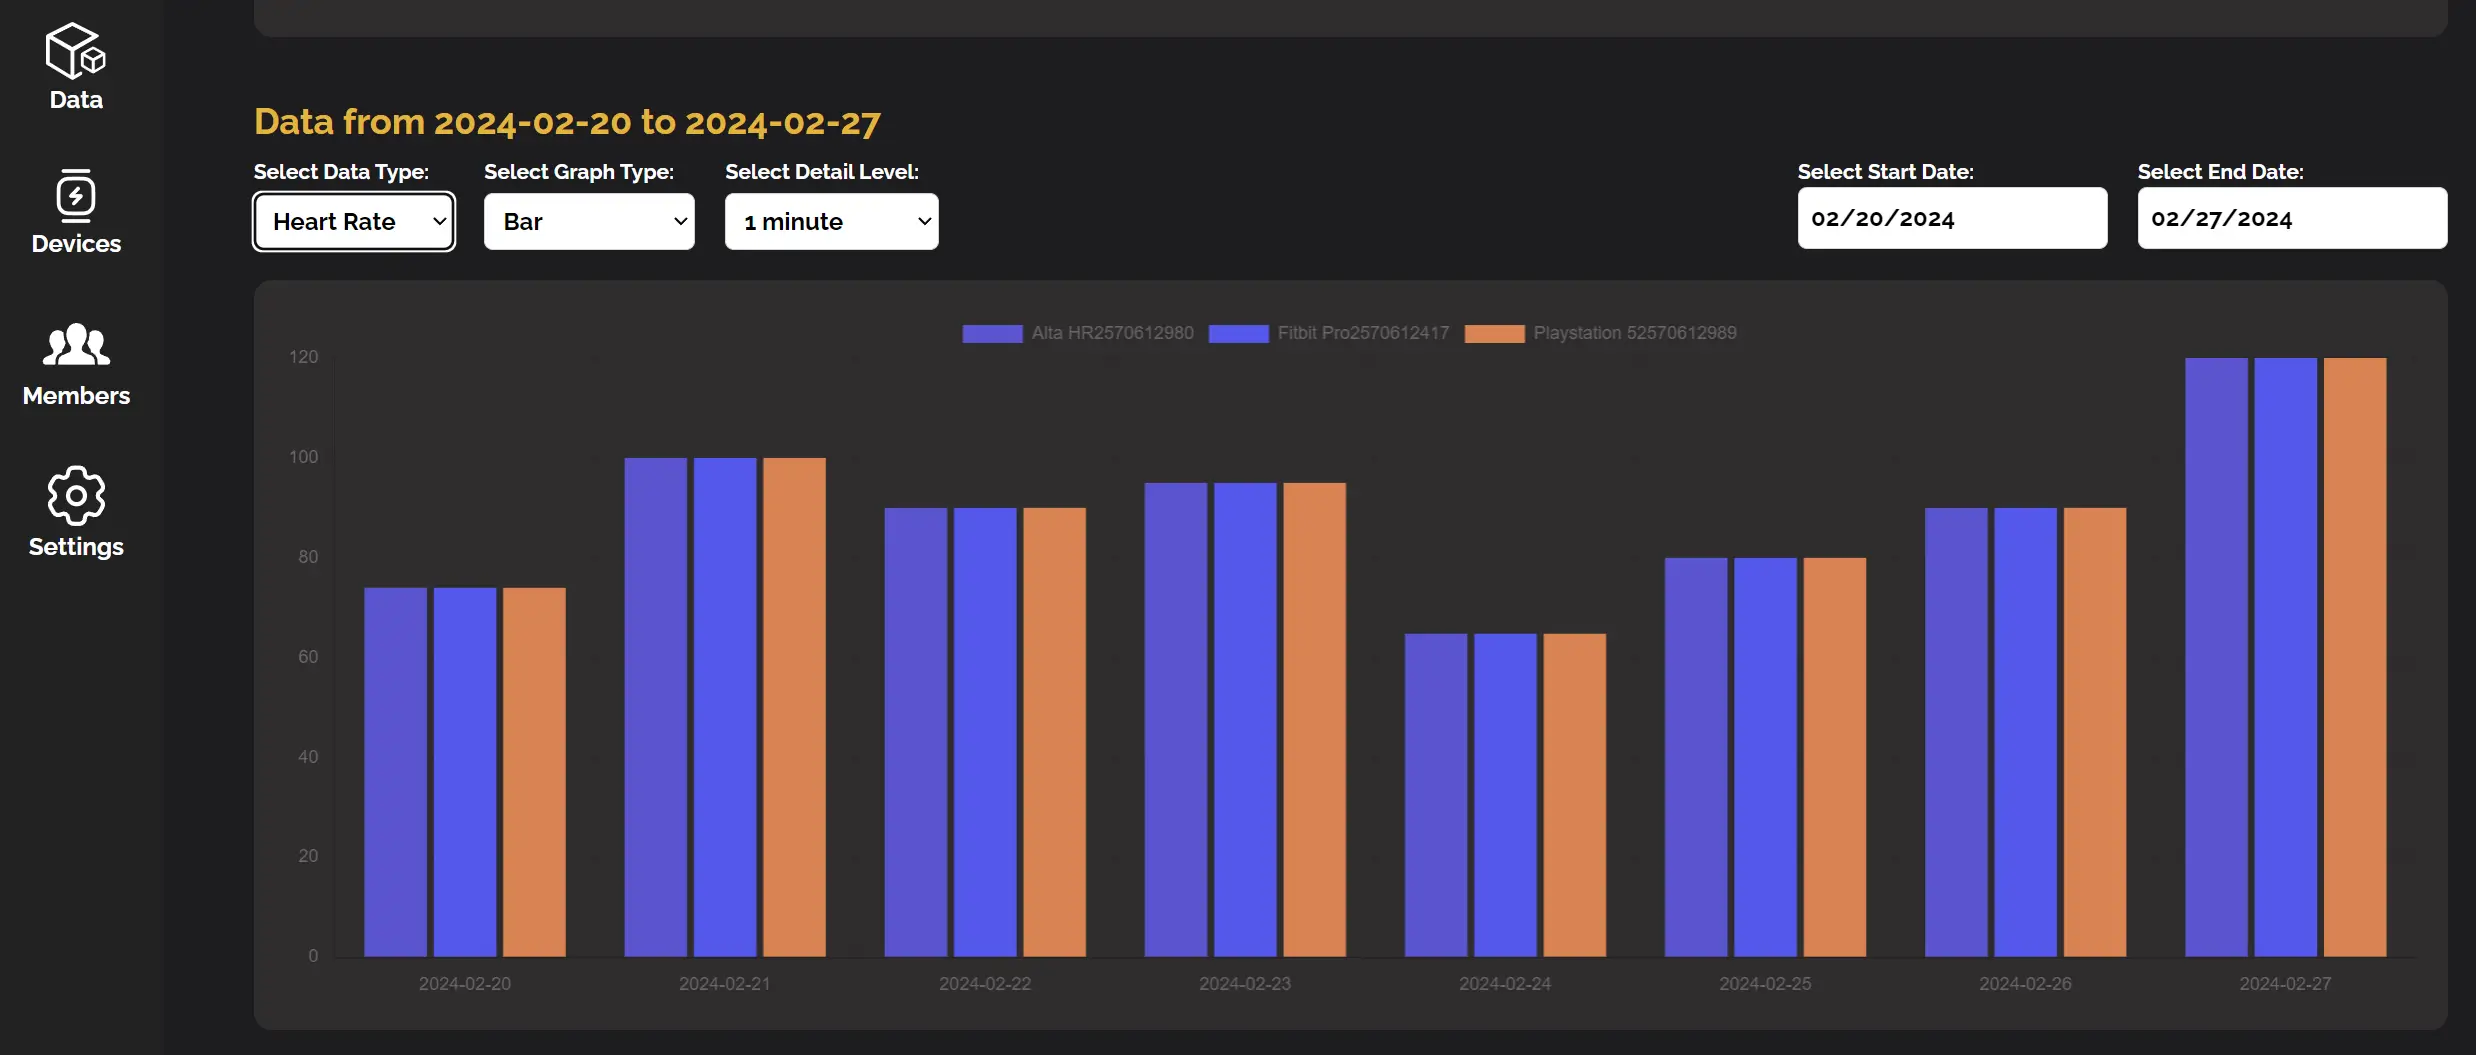 Data
Devices
Members
Settings
Data from 2024-02-20 to 2024-02-27
Select Data Type: Select Graph Type: Select Detail Level: Select Start Date: Select End Date:
Heart Rate Bar 1 minute 02/20/2024 02/27/2024
Alta HR2570612980 Fitbit Pro2570612417 Playstation 52570612989
120
100
80
60
40
20
0
2024-02-20 2024-02-21 2024-02-22 2024-02-23 2024-02-24 2024-02-25 2024-02-26 2024-02-27